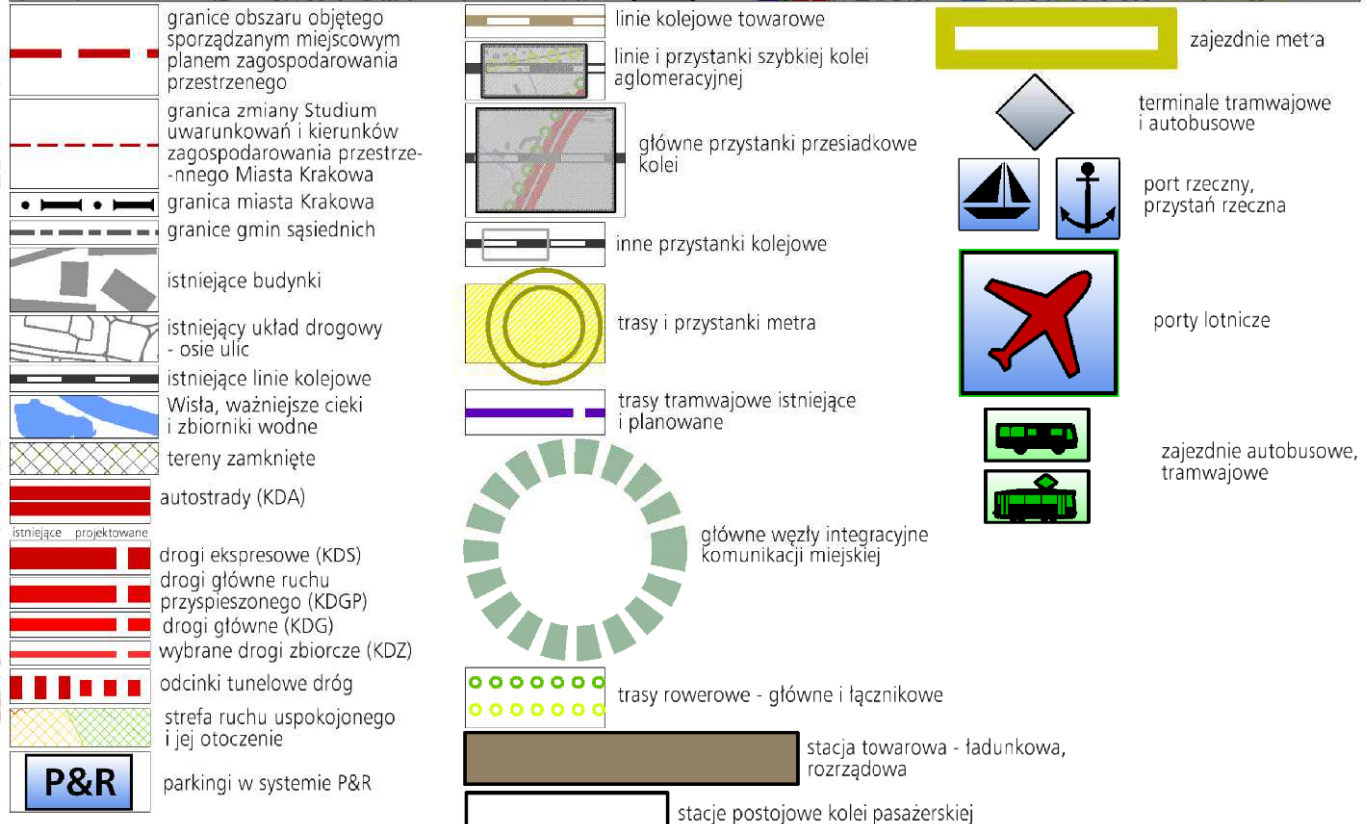 granice obszaru objętego
sporządzanym miejscowym
planem zagospodarowania
przestrzenego
granica zmiany Studium
uwarunkowań i kierunków
zagospodarowania przestrze-
-nnego Miasta Krakowa
granica miasta Krakowa
granice gmin sąsiednich
istniejące budynki
istniejący układ drogowy
- osie ulic
istniejące linie kolejowe
Wisła, ważniejsze cieki
i zbiorniki wodne
tereny zamknięte
autostrady (KDA)
istniejące projektowane
drogi ekspresowe (KDS)
drogi główne ruchu
przyspieszonego (KDGP)
drogi główne (KDG)
wybrane drogi zbiorcze (KDZ)
odcinki tunelowe dróg
strefa ruchu uspokojonego
i jej otoczenie
P&R
parkingi w systemie P&R
linie kolejowe towarowe
linie i przystanki szybkiej kolei
aglomeracyjnej
główne przystanki przesiadkowe
kolei
inne przystanki kolejowe
trasy i przystanki metra
trasy tramwajowe istniejące
i planowane
główne węzły integracyjne
komunikacji miejskiej
trasy rowerowe - główne i łącznikowe
stacja towarowa - ładunkowa,
rozrządowa
stacje postojowe kolei pasażerskiej
zajezdnie metra
terminale tramwajowe
i autobusowe
port rzeczny,
przystań rzeczna
porty lotnicze
zajezdnie autobusowe,
tramwajowe